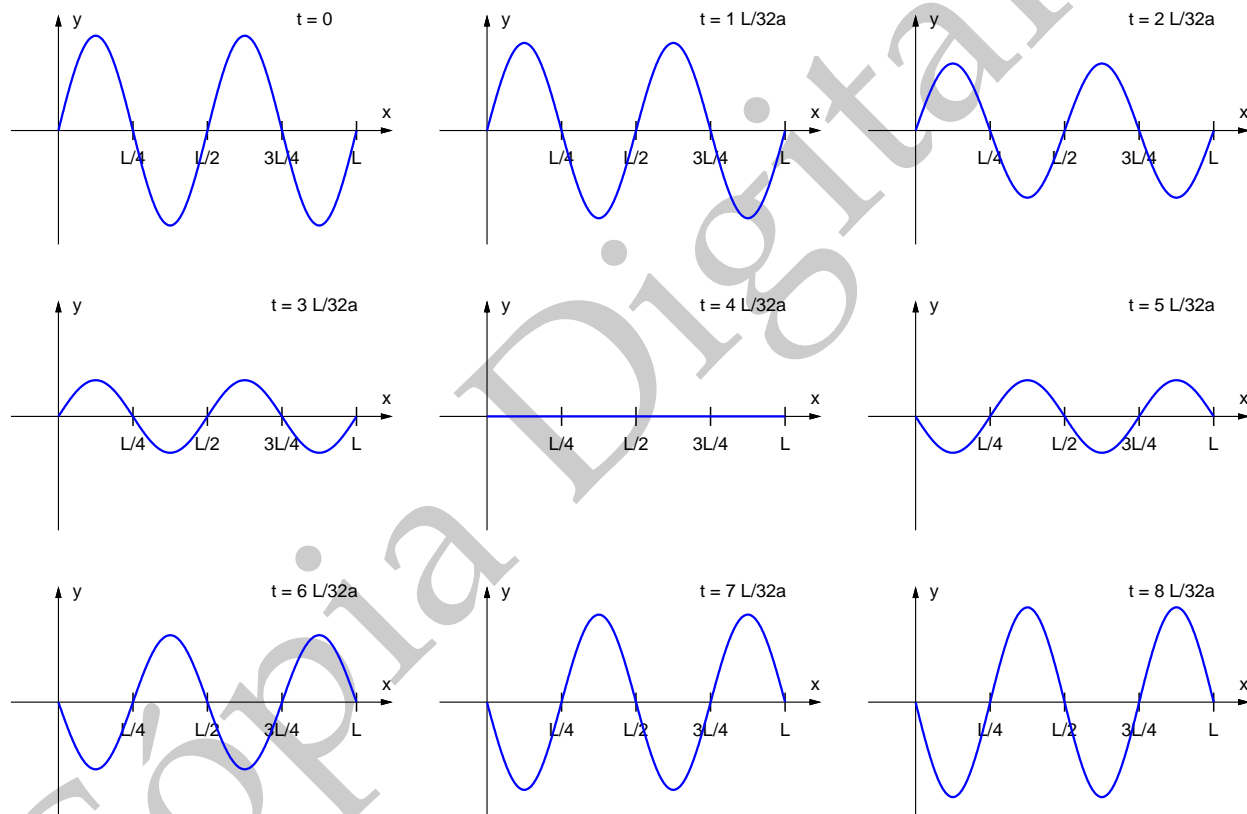 y t = 0
x
L/4 L/2 3L/4 L
y t = 1 L/32a
x
L/4 L/2 3L/4 L
y t = 2 L/32a
x
L/4 L/2 3L/4 L
y t = 3 L/32a
x
L/4 L/2 3L/4 L
y t = 4 L/32a
x
L/4 L/2 3L/4 L
y t = 5 L/32a
x
L/4 L/2 3L/4 L
y t = 6 L/32a
x
L/4 L/2 3L/4 L
y t = 7 L/32a
x
L/4 L/2 3L/4 L
y t = 8 L/32a
x
L/4 L/2 3L/4 L
Cópia Digital